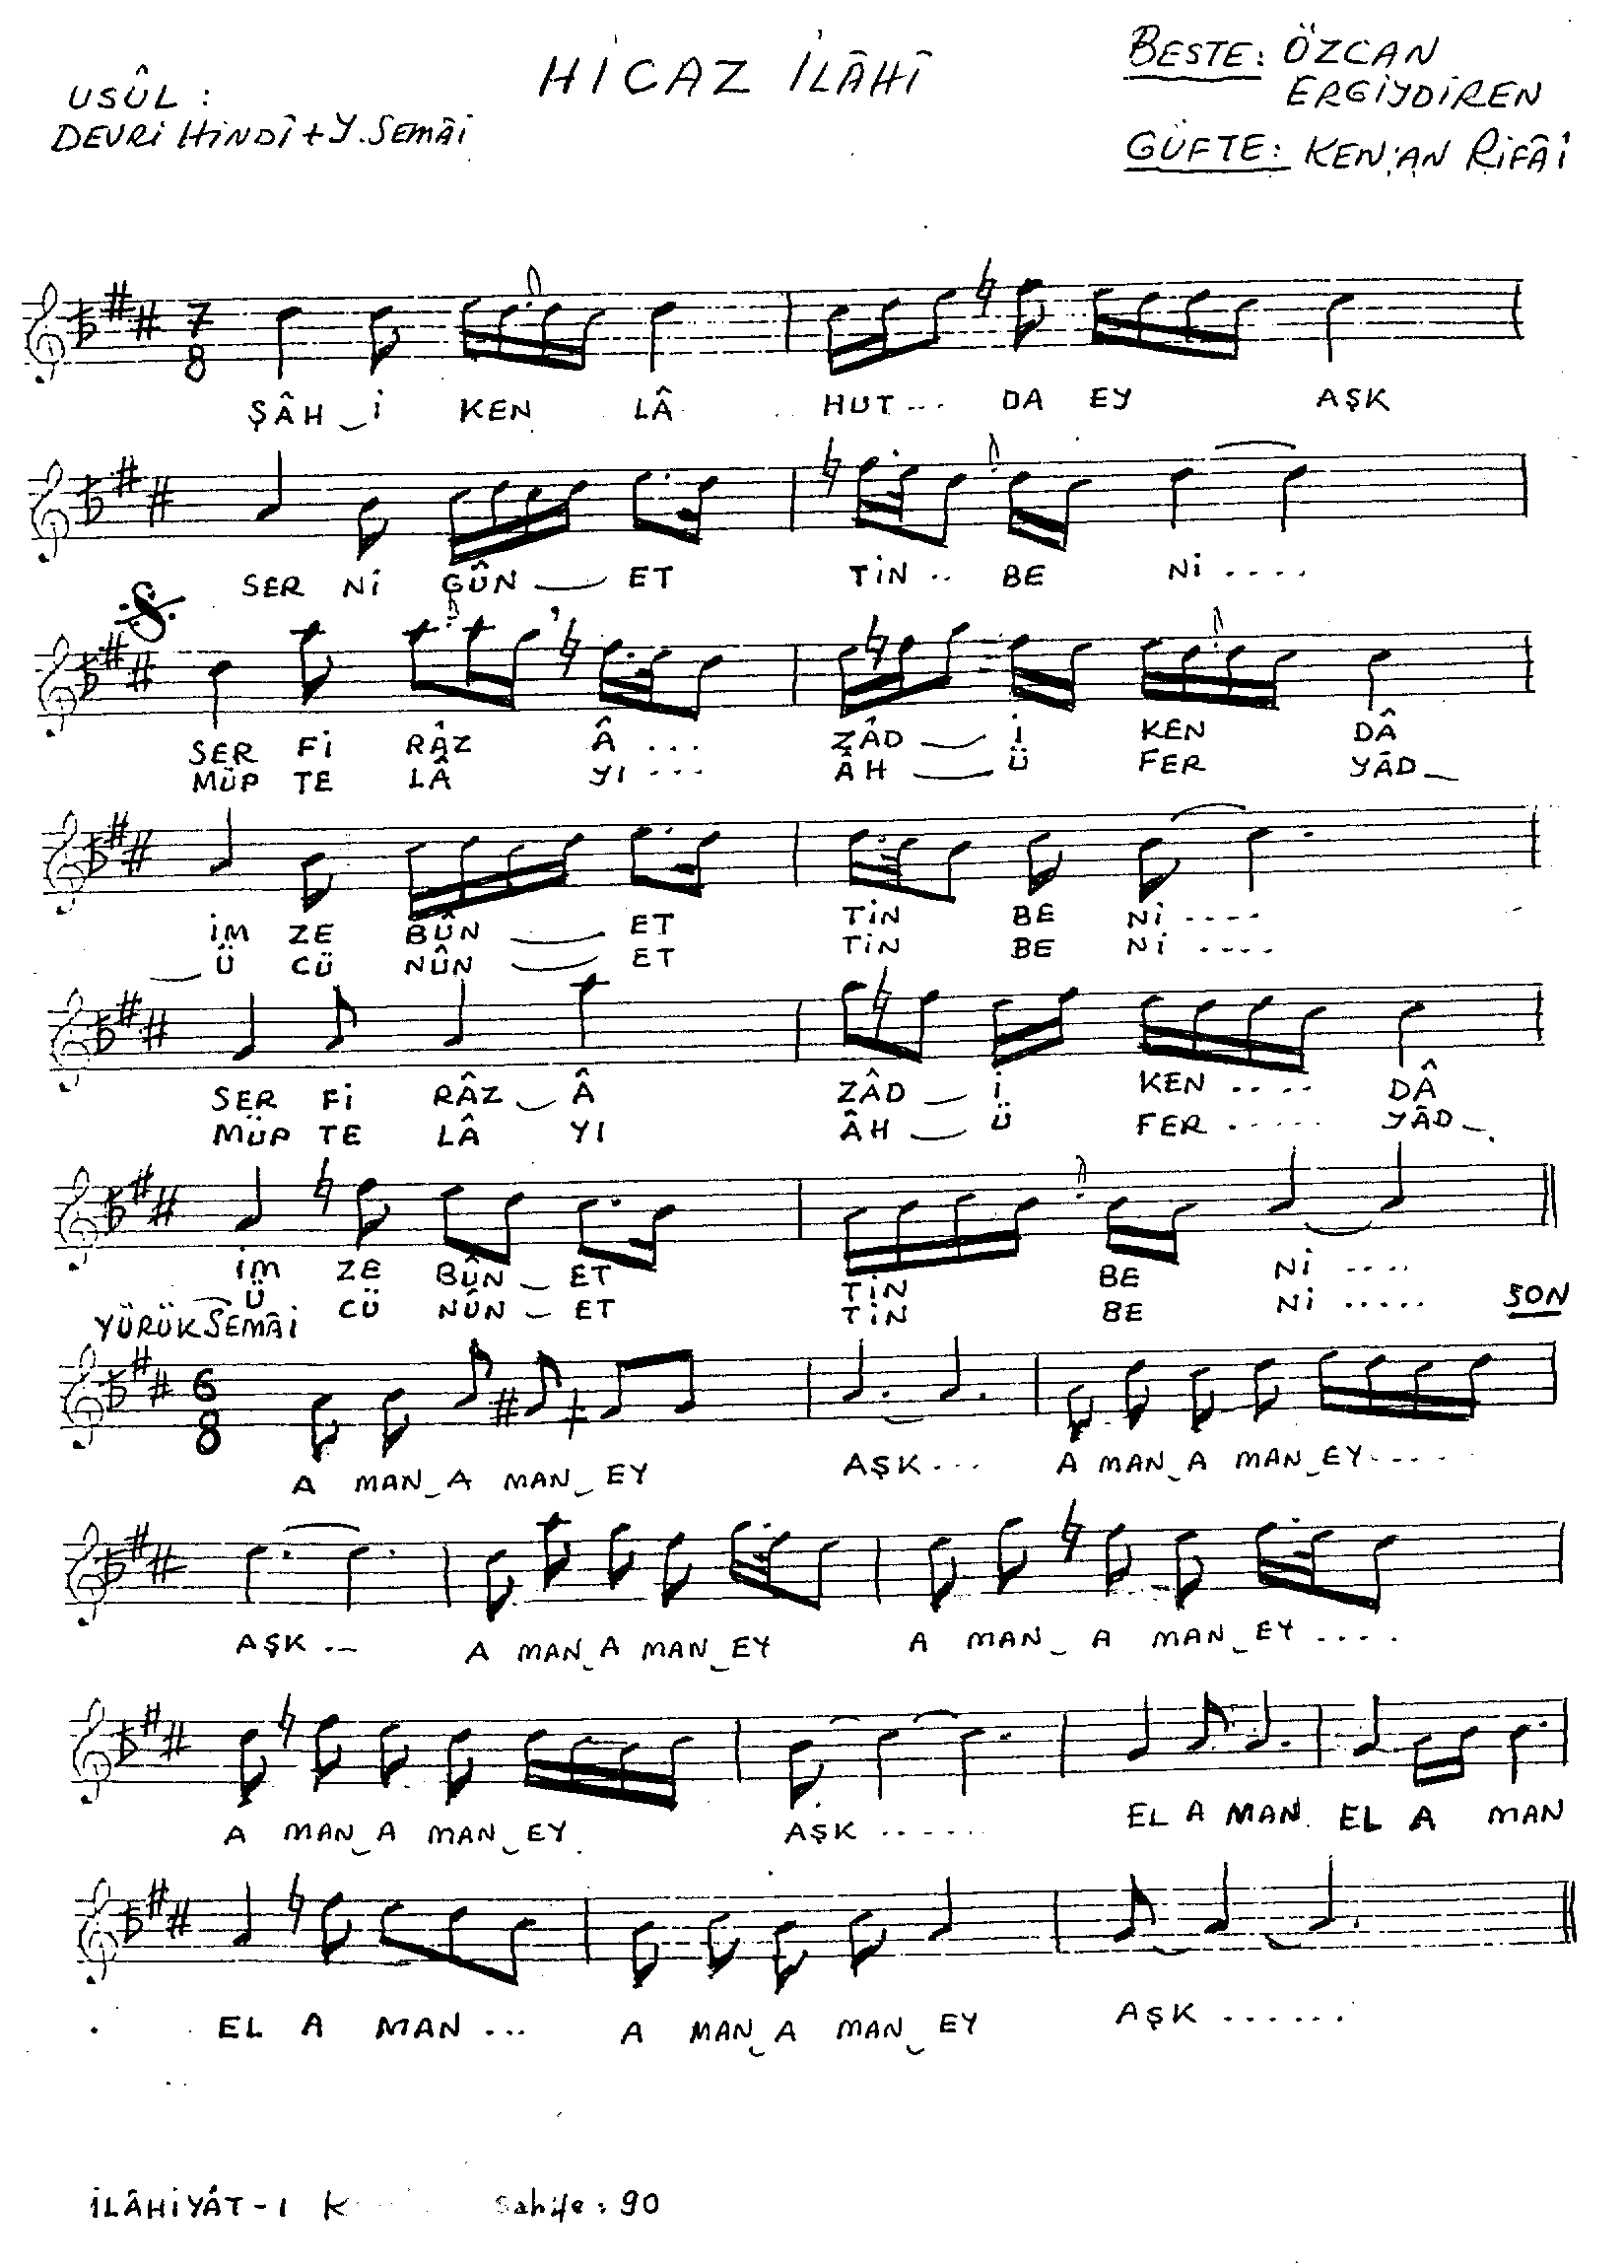 HİCAZ İLÂHÎ
USÛL :
DEVRİ HİNDÎ + Y. SEMÂİ
BESTE: ÖZCAN
ERGİYDİREN
GÜFTE: KEN'AN RİFÂİ
7
8
ŞÂH‿İ KEN LÂ HUT... DA EY AŞK
SER Nİ GÛN ET TİN.. BE Nİ....
SER Fİ RÂZ Â ... ZÂD İ KEN DÂ
MÜP TE LÂ YI ... ÂH Ü FER YÂD
İM ZE BÛN ET TİN BE Nİ ....
Ü CÜ NÛN ET TİN BE Nİ ....
SER Fİ RÂZ‿Â ZÂD İ KEN .... DÂ
MÜP TE LÂ YI ÂH Ü FER ..... YÂD
İM ZE BÛN ET TİN BE Nİ ....
Ü CÜ NÛN ET TİN BE Nİ ..... SON
YÜRÜK SEMÂİ
6
8
A MAN‿A MAN‿EY AŞK... A MAN‿A MAN‿EY....
AŞK ... A MAN‿A MAN‿EY A MAN‿A MAN‿EY ....
A MAN‿A MAN‿EY AŞK ...... EL A MAN EL A MAN
EL A MAN ... A MAN‿A MAN‿EY AŞK ......
İLÂHİYÂT-I K Sahife: 90